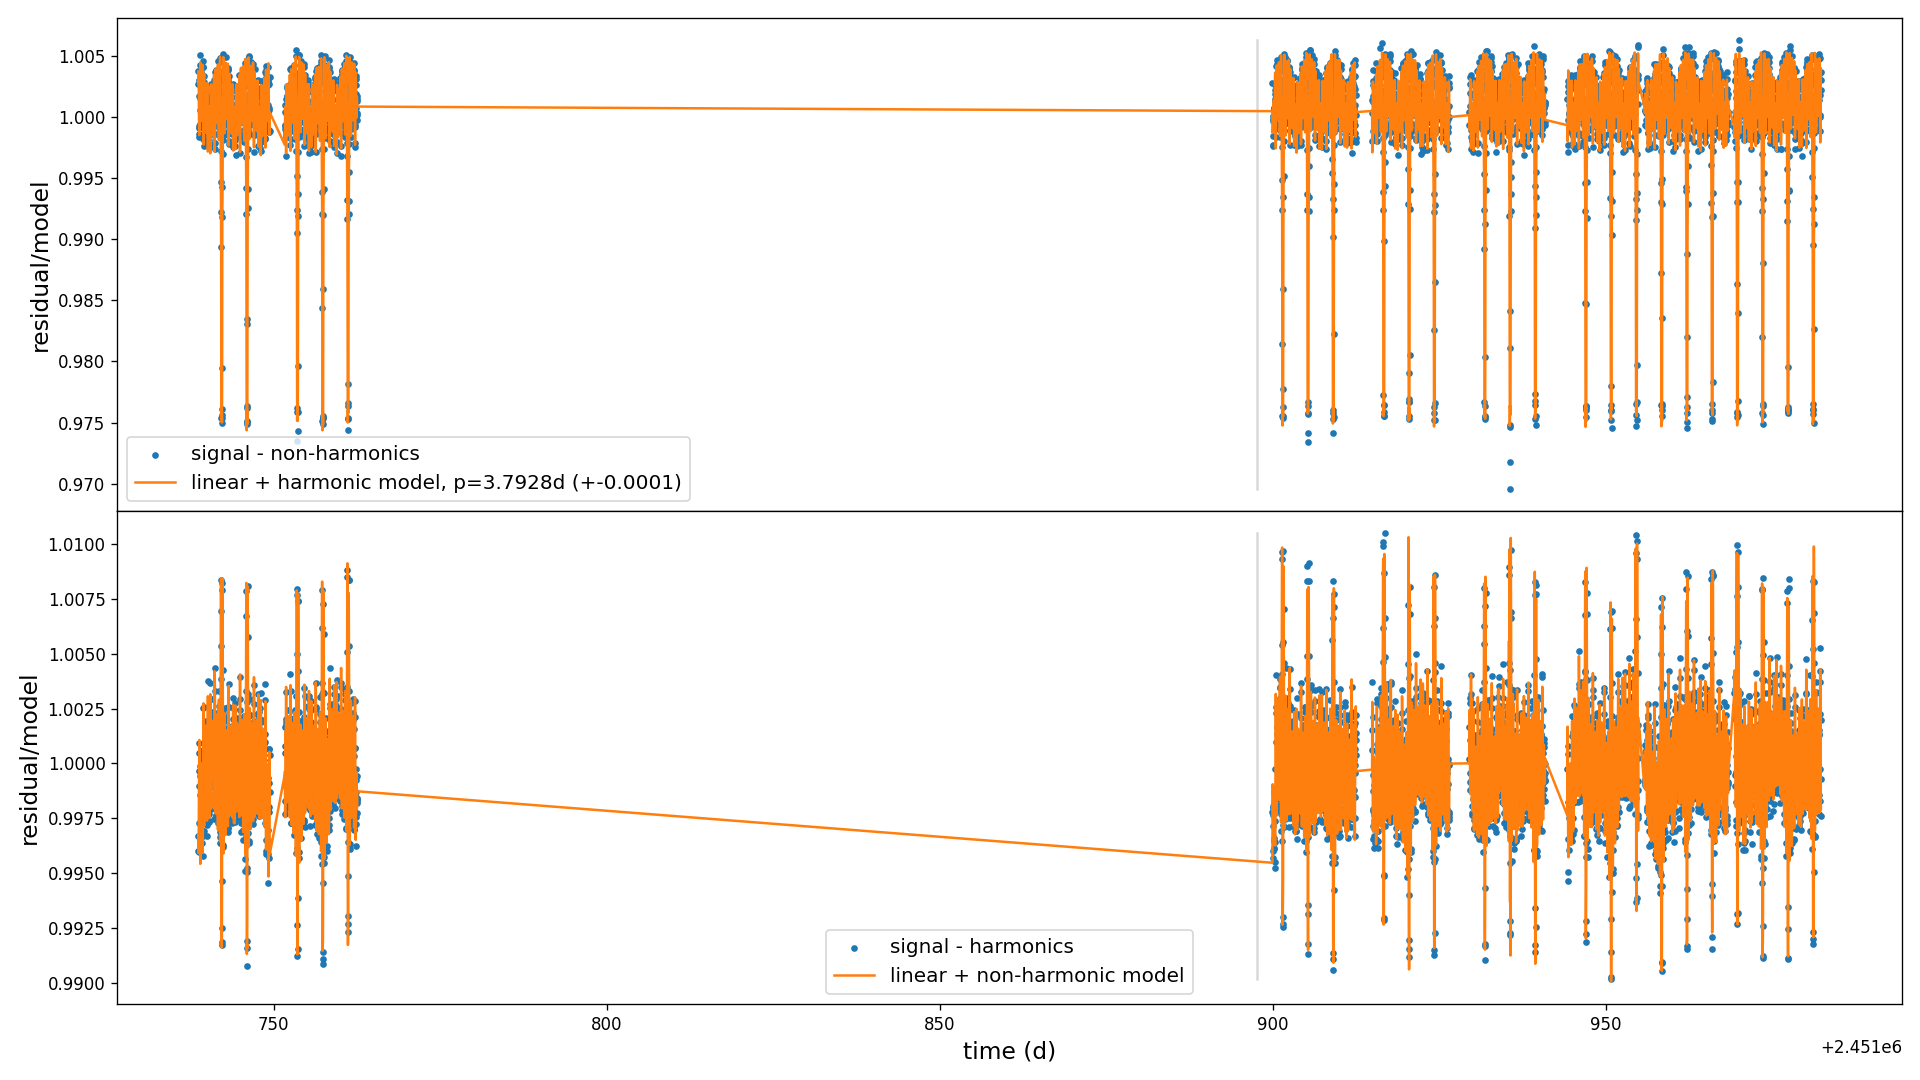 1.005
1.000
0.995
0.990
0.985
0.980
0.975
0.970
residual/model
signal - non-harmonics
linear + harmonic model, p=3.7928d (+-0.0001)
1.0100
1.0075
1.0050
1.0025
1.0000
0.9975
0.9950
0.9925
0.9900
residual/model
signal - harmonics
linear + non-harmonic model
750
800
850
900
950
time (d)
+2.451e6